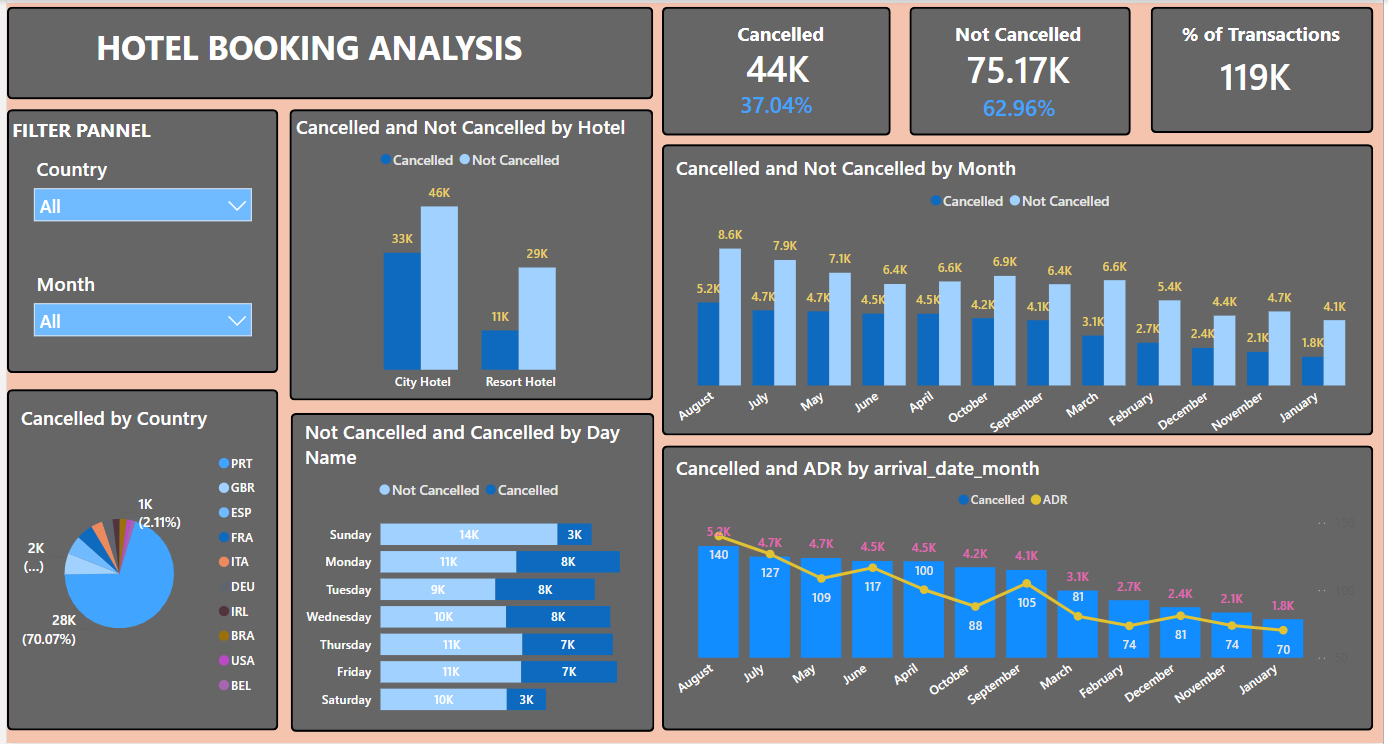 HOTEL BOOKING ANALYSIS
Cancelled
44K
37.04%
Not Cancelled
75.17K
62.96%
% of Transactions
119K
FILTER PANNEL
Country
All
Month
All
Cancelled and Not Cancelled by Hotel
Cancelled Not Cancelled
46K
33K
29K
11K
City Hotel Resort Hotel
Cancelled and Not Cancelled by Month
Cancelled Not Cancelled
5.2K 8.6K 4.7K 7.9K 4.7K 7.1K 4.5K 6.4K 4.5K 6.6K 4.2K 6.9K 4.1K 6.4K 3.1K 6.6K 2.7K 5.4K 2.4K 4.4K 2.1K 4.7K 1.8K 4.1K
August July May June April October September March February December November January
Cancelled by Country
1K
(2.11%)
2K
(...)
28K
(70.07%)
PRT
GBR
ESP
FRA
ITA
DEU
IRL
BRA
USA
BEL
Not Cancelled and Cancelled by Day
Name
Not Cancelled Cancelled
Sunday 14K 3K
Monday 11K 8K
Tuesday 9K 8K
Wednesday 10K 8K
Thursday 11K 7K
Friday 11K 7K
Saturday 10K 3K
Cancelled and ADR by arrival_date_month
Cancelled ADR
5.2K 4.7K 4.7K 4.5K 4.5K 4.2K 4.1K 3.1K 2.7K 2.4K 2.1K 1.8K
140 127 109 117 100 88 105 81 74 81 74 70
150
100
50
August July May June April October September March February December November January